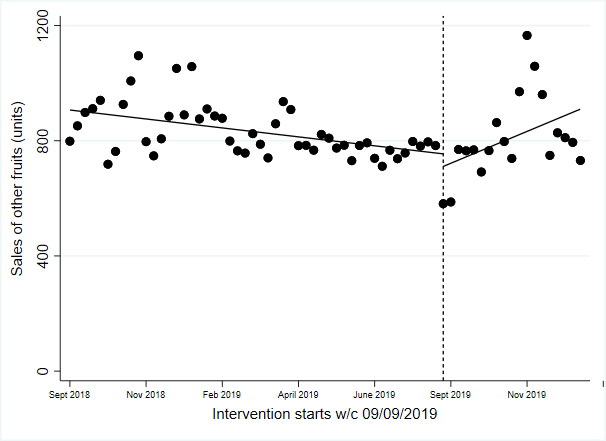 Sales of other fruits (units)
1200
800
400
0
Sept 2018
Nov 2018
Feb 2019
April 2019
June 2019
Sept 2019
Nov 2019
Intervention starts w/c 09/09/2019